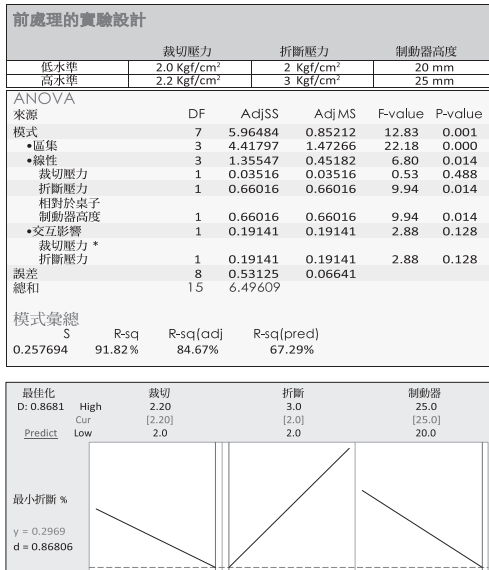 前處理的實驗設計
裁切壓力 折斷壓力 制動器高度
低水準 2.0 Kgf/cm² 2 Kgf/cm² 20 mm
高水準 2.2 Kgf/cm² 3 Kgf/cm² 25 mm
ANOVA
來源 DF AdjSS AdjMS F-value P-value
模式 7 5.96484 0.85212 12.83 0.001
•區集 3 4.41797 1.47266 22.18 0.000
•線性 3 1.35547 0.45182 6.80 0.014
裁切壓力 1 0.03516 0.03516 0.53 0.488
折斷壓力 1 0.66016 0.66016 9.94 0.014
相對於桌子
制動器高度 1 0.66016 0.66016 9.94 0.014
•交互影響 1 0.19141 0.19141 2.88 0.128
裁切壓力 *
折斷壓力 1 0.19141 0.19141 2.88 0.128
誤差 8 0.53125 0.06641
總和 15 6.49609
模式彙總
S R-sq R-sq(adj R-sq(pred)
0.257694 91.82% 84.67% 67.29%
最佳化 裁切 折斷 制動器
D: 0.8681 High 2.20 3.0 25.0
Cur [2.20] [2.0] [25.0]
Predict Low 2.0 2.0 20.0
最小折斷 %
y = 0.2969
d = 0.86806